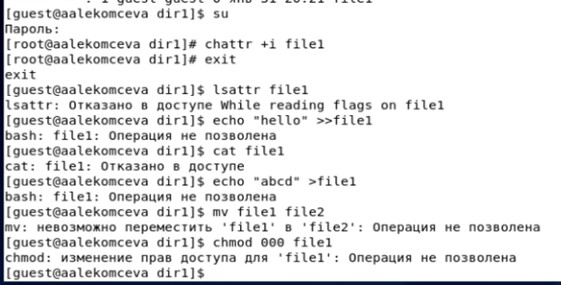 [guest@aalekomceva dir1]$ su
Пароль:
[root@aalekomceva dir1]# chattr +i file1
[root@aalekomceva dir1]# exit
exit
[guest@aalekomceva dir1]$ lsattr file1
lsattr: Отказано в доступе While reading flags on file1
[guest@aalekomceva dir1]$ echo "hello" >>file1
bash: file1: Операция не позволена
[guest@aalekomceva dir1]$ cat file1
cat: file1: Отказано в доступе
[guest@aalekomceva dir1]$ echo "abcd" >file1
bash: file1: Операция не позволена
[guest@aalekomceva dir1]$ mv file1 file2
mv: невозможно переместить 'file1' в 'file2': Операция не позволена
[guest@aalekomceva dir1]$ chmod 000 file1
chmod: изменение прав доступа для 'file1': Операция не позволена
[guest@aalekomceva dir1]$